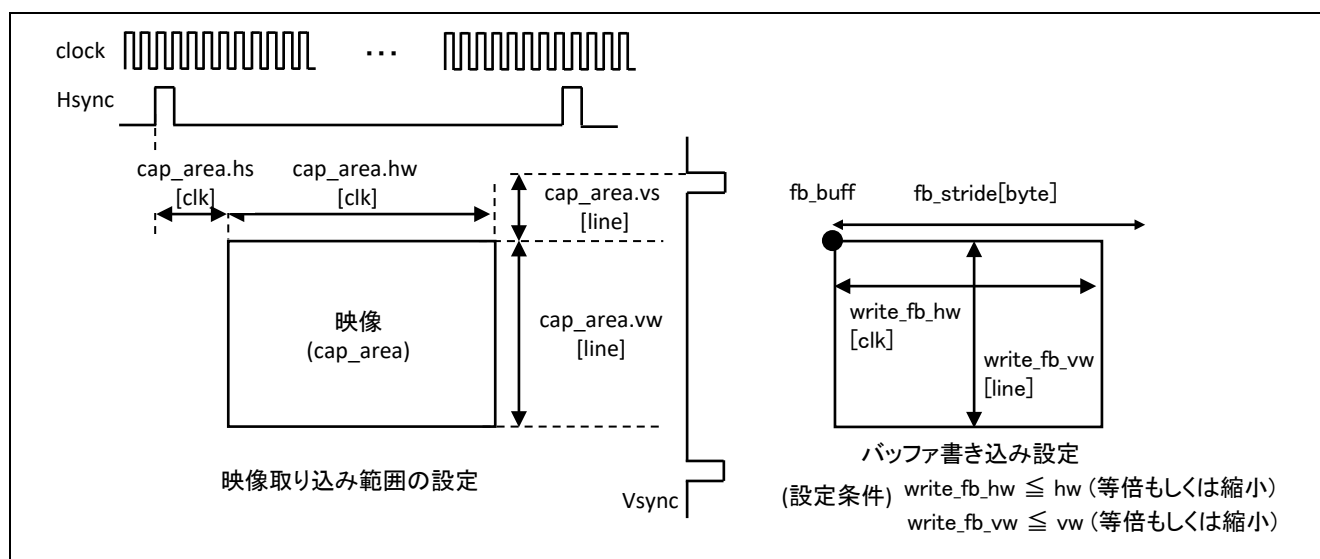 clock
...
Hsync
cap_area.hs
[clk]
cap_area.hw
[clk]
cap_area.vs
[line]
映像
(cap_area)
cap_area.vw
[line]
映像取り込み範囲の設定
Vsync
fb_buff
fb_stride[byte]
write_fb_hw
[clk]
write_fb_vw
[line]
バッファ書き込み設定
(設定条件) write_fb_hw ≦ hw (等倍もしくは縮小)
write_fb_vw ≦ vw (等倍もしくは縮小)